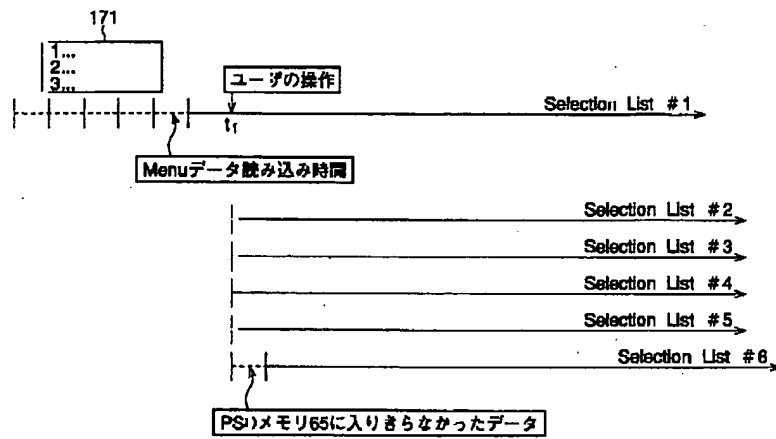 171
1...
2...
3...
ユーザの操作
Selection List #1
t1
Menuデータ読み込み時間
Selection List #2
Selection List #3
Selection List #4
Selection List #5
Selection List #6
PSDメモリ65に入りきらなかったデータ